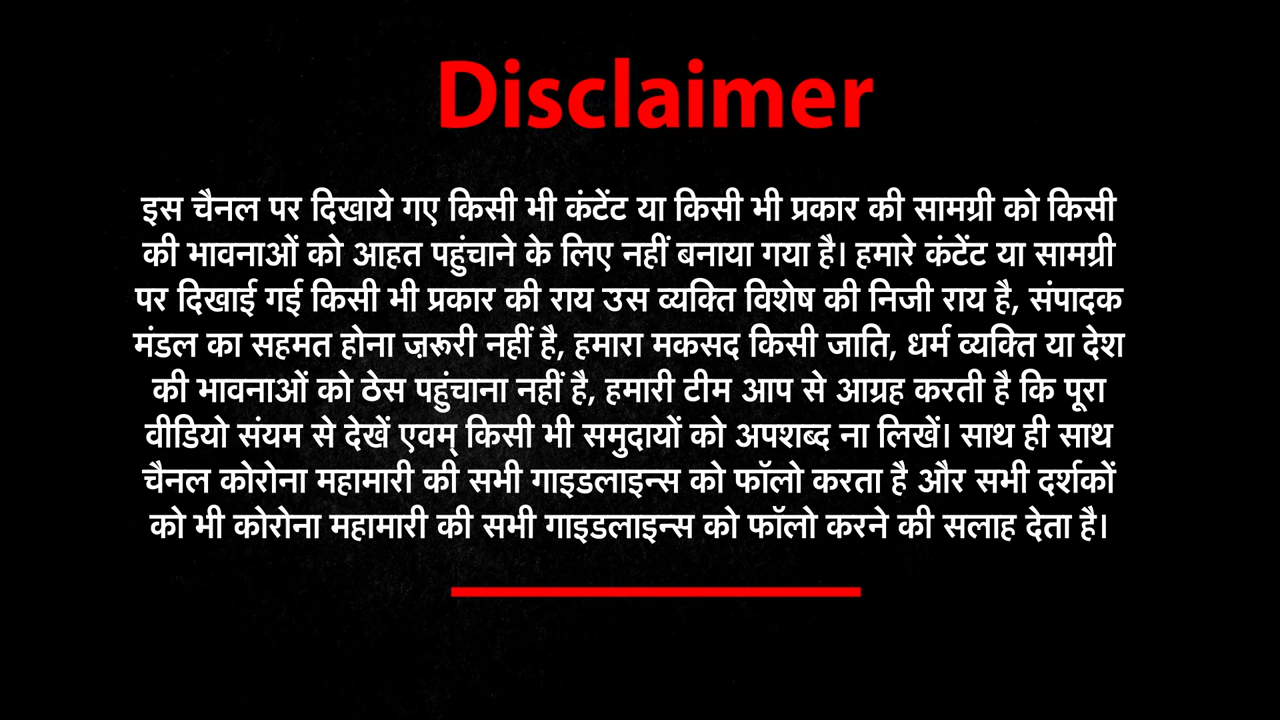 Disclaimer
इस चैनल पर दिखाये गए किसी भी कंटेंट या किसी भी प्रकार की सामग्री को किसी
की भावनाओं को आहत पहुंचाने के लिए नहीं बनाया गया है। हमारे कंटेंट या सामग्री
पर दिखाई गई किसी भी प्रकार की राय उस व्यक्ति विशेष की निजी राय है, संपादक
मंडल का सहमत होना ज़रूरी नहीं है, हमारा मकसद किसी जाति, धर्म व्यक्ति या देश
की भावनाओं को ठेस पहुंचाना नहीं है, हमारी टीम आप से आग्रह करती है कि पूरा
वीडियो संयम से देखें एवम् किसी भी समुदायों को अपशब्द ना लिखें। साथ ही साथ
चैनल कोरोना महामारी की सभी गाइडलाइन्स को फॉलो करता है और सभी दर्शकों
को भी कोरोना महामारी की सभी गाइडलाइन्स को फॉलो करने की सलाह देता है।